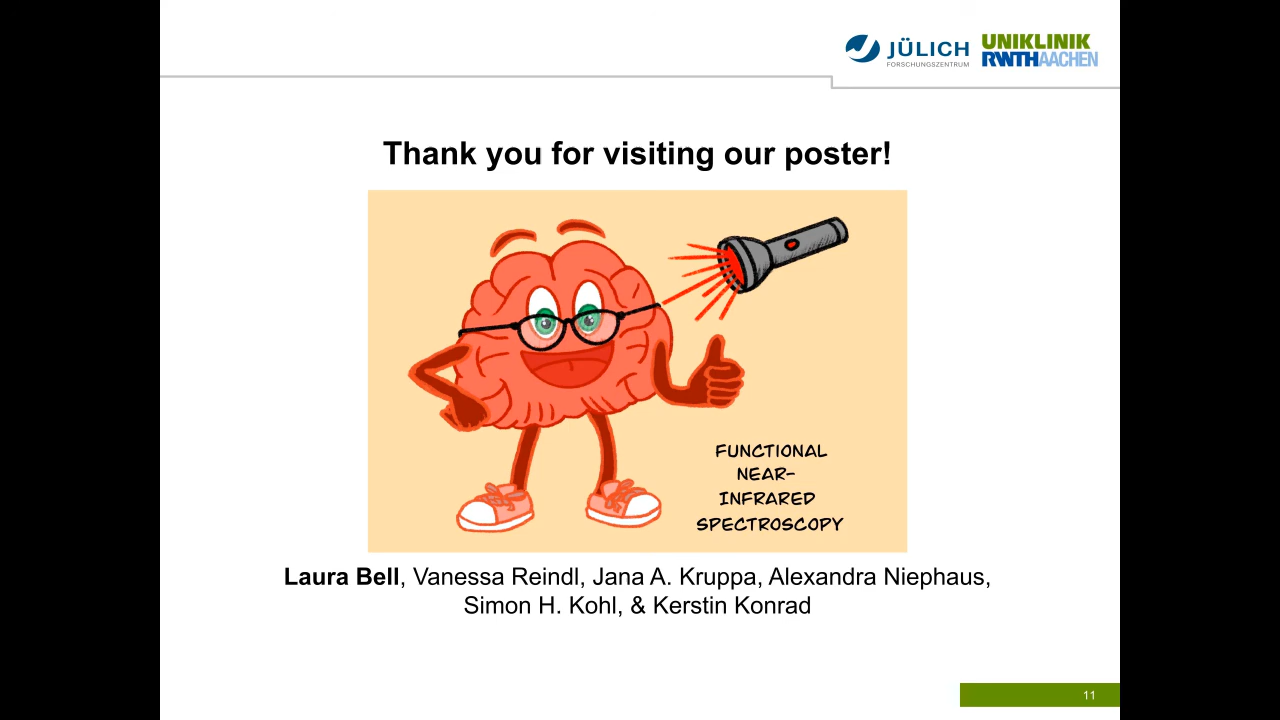 JÜLICH
FORSCHUNGSZENTRUM
UNIKLINIK
RWTHAACHEN
Thank you for visiting our poster!
FUNCTIONAL
NEAR-
INFRARED
SPECTROSCOPY
Laura Bell, Vanessa Reindl, Jana A. Kruppa, Alexandra Niephaus,
Simon H. Kohl, & Kerstin Konrad
11